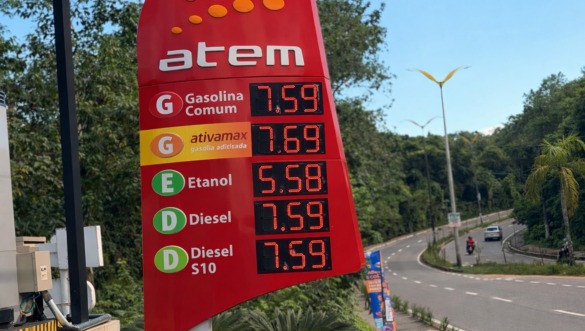 atem
G Gasolina Comum 7.59
G ativamax gasolina aditivada 7.69
E Etanol 5.58
D Diesel 7.59
D Diesel S10 7.59